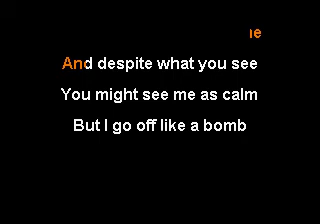 And despite what you see
You might see me as calm
But I go off like a bomb